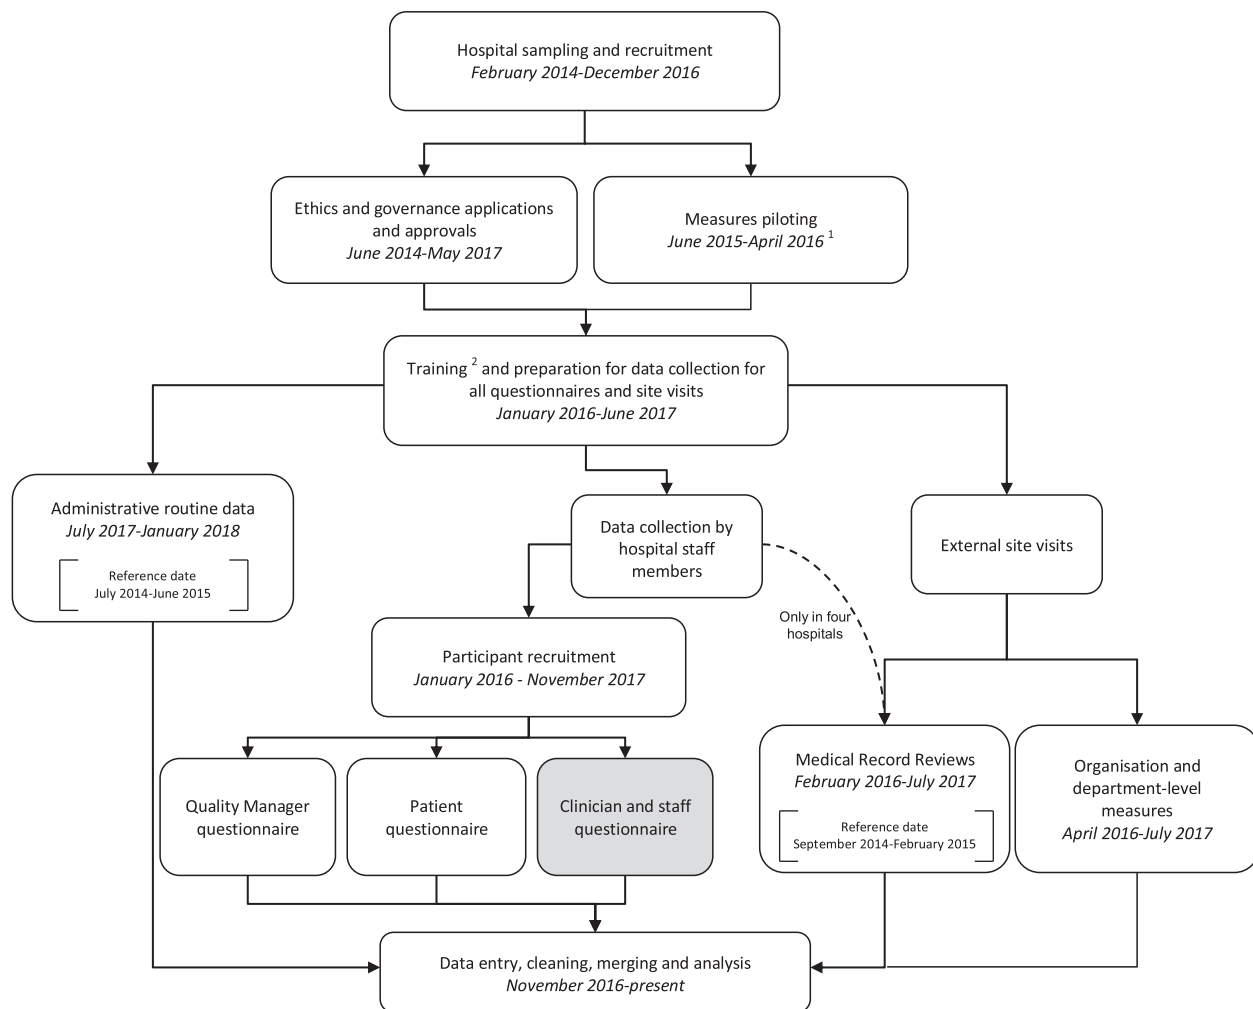 Hospital sampling and recruitment
February 2014-December 2016
Ethics and governance applications
and approvals
June 2014-May 2017
Measures piloting
June 2015-April 2016 1
Training 2 and preparation for data collection for
all questionnaires and site visits
January 2016-June 2017
Administrative routine data
July 2017-January 2018
Reference date
July 2014-June 2015
Data collection by
hospital staff
members
External site visits
Only in four
hospitals
Participant recruitment
January 2016 - November 2017
Quality Manager
questionnaire
Patient
questionnaire
Clinician and staff
questionnaire
Medical Record Reviews
February 2016-July 2017
Reference date
September 2014-February 2015
Organisation and
department-level
measures
April 2016-July 2017
Data entry, cleaning, merging and analysis
November 2016-present